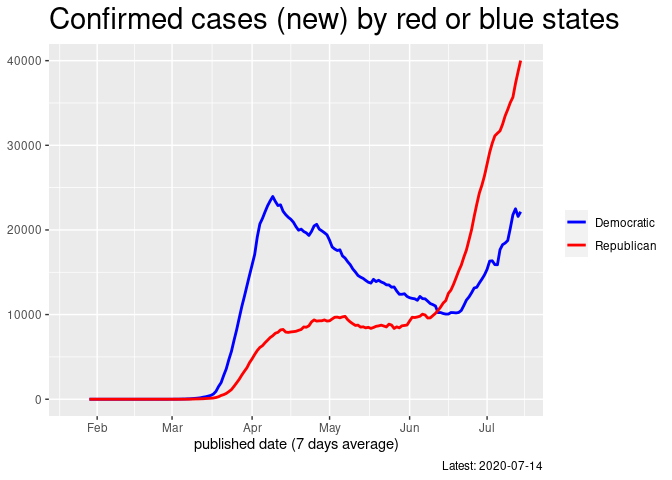 Confirmed cases (new) by red or blue states
40000
30000
20000
10000
0
Democratic
Republican
Feb Mar Apr May Jun Jul
published date (7 days average)
Latest: 2020-07-14